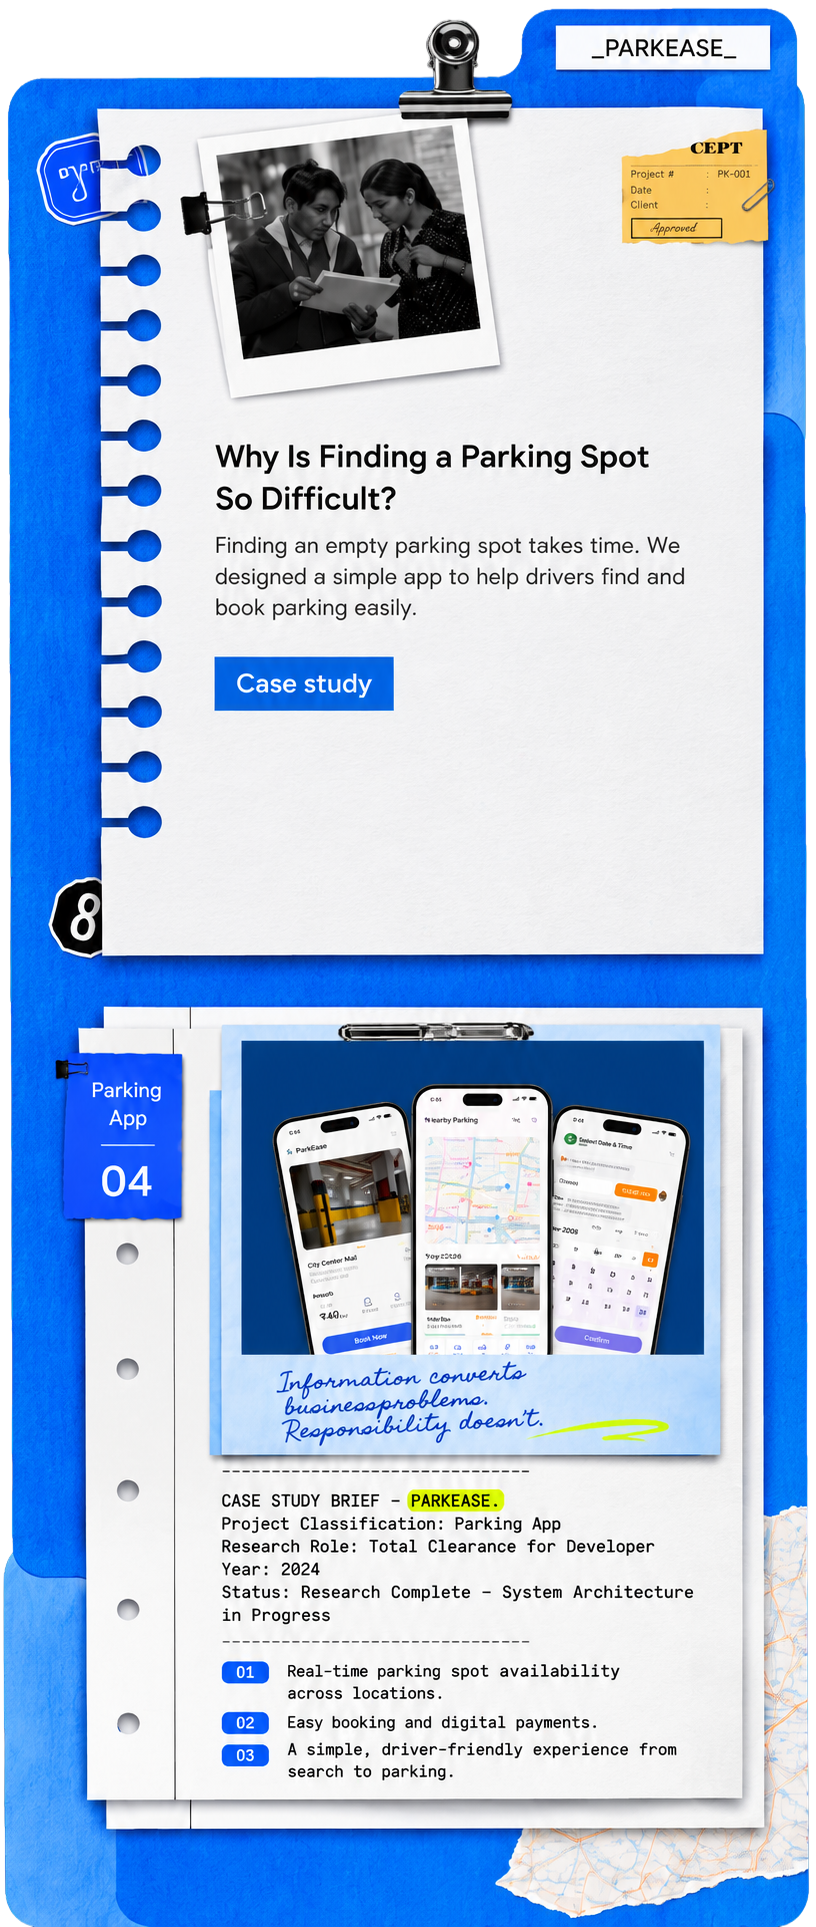 _PARKEASE_
CEPT
Project # : PK-001
Date :
Client :
Approved
Why Is Finding a Parking Spot
So Difficult?
Finding an empty parking spot takes time. We
designed a simple app to help drivers find and
book parking easily.
Case study
8
Parking
App
04
ParkEase
City Center Mall
Book Now
Nearby Parking
Select Date & Time
Confirm
Information converts
businessproblems.
Responsibility doesn't.
-------------------------------
CASE STUDY BRIEF – PARKEASE.
Project Classification: Parking App
Research Role: Total Clearance for Developer
Year: 2024
Status: Research Complete – System Architecture
in Progress
-------------------------------
01 Real-time parking spot availability
across locations.
02 Easy booking and digital payments.
03 A simple, driver-friendly experience from
search to parking.